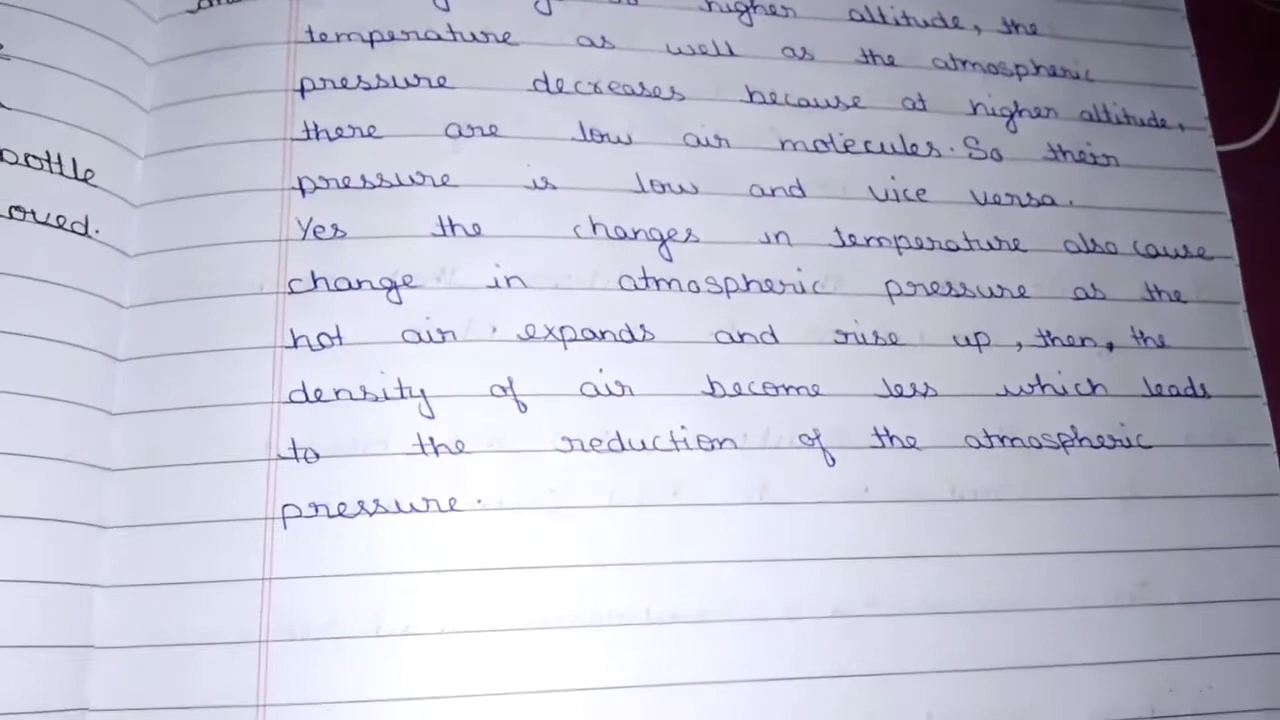 higher altitude, the
temperature as well as the atmospheric
pressure decreases because at higher altitude,
there are low air molecules. So their
pressure is low and vice versa.
Yes the changes in temperature also cause
change in atmospheric pressure as the
hot air expands and rise up, then, the
density of air become less which leads
to the reduction of the atmospheric
pressure.
bottle
oved.